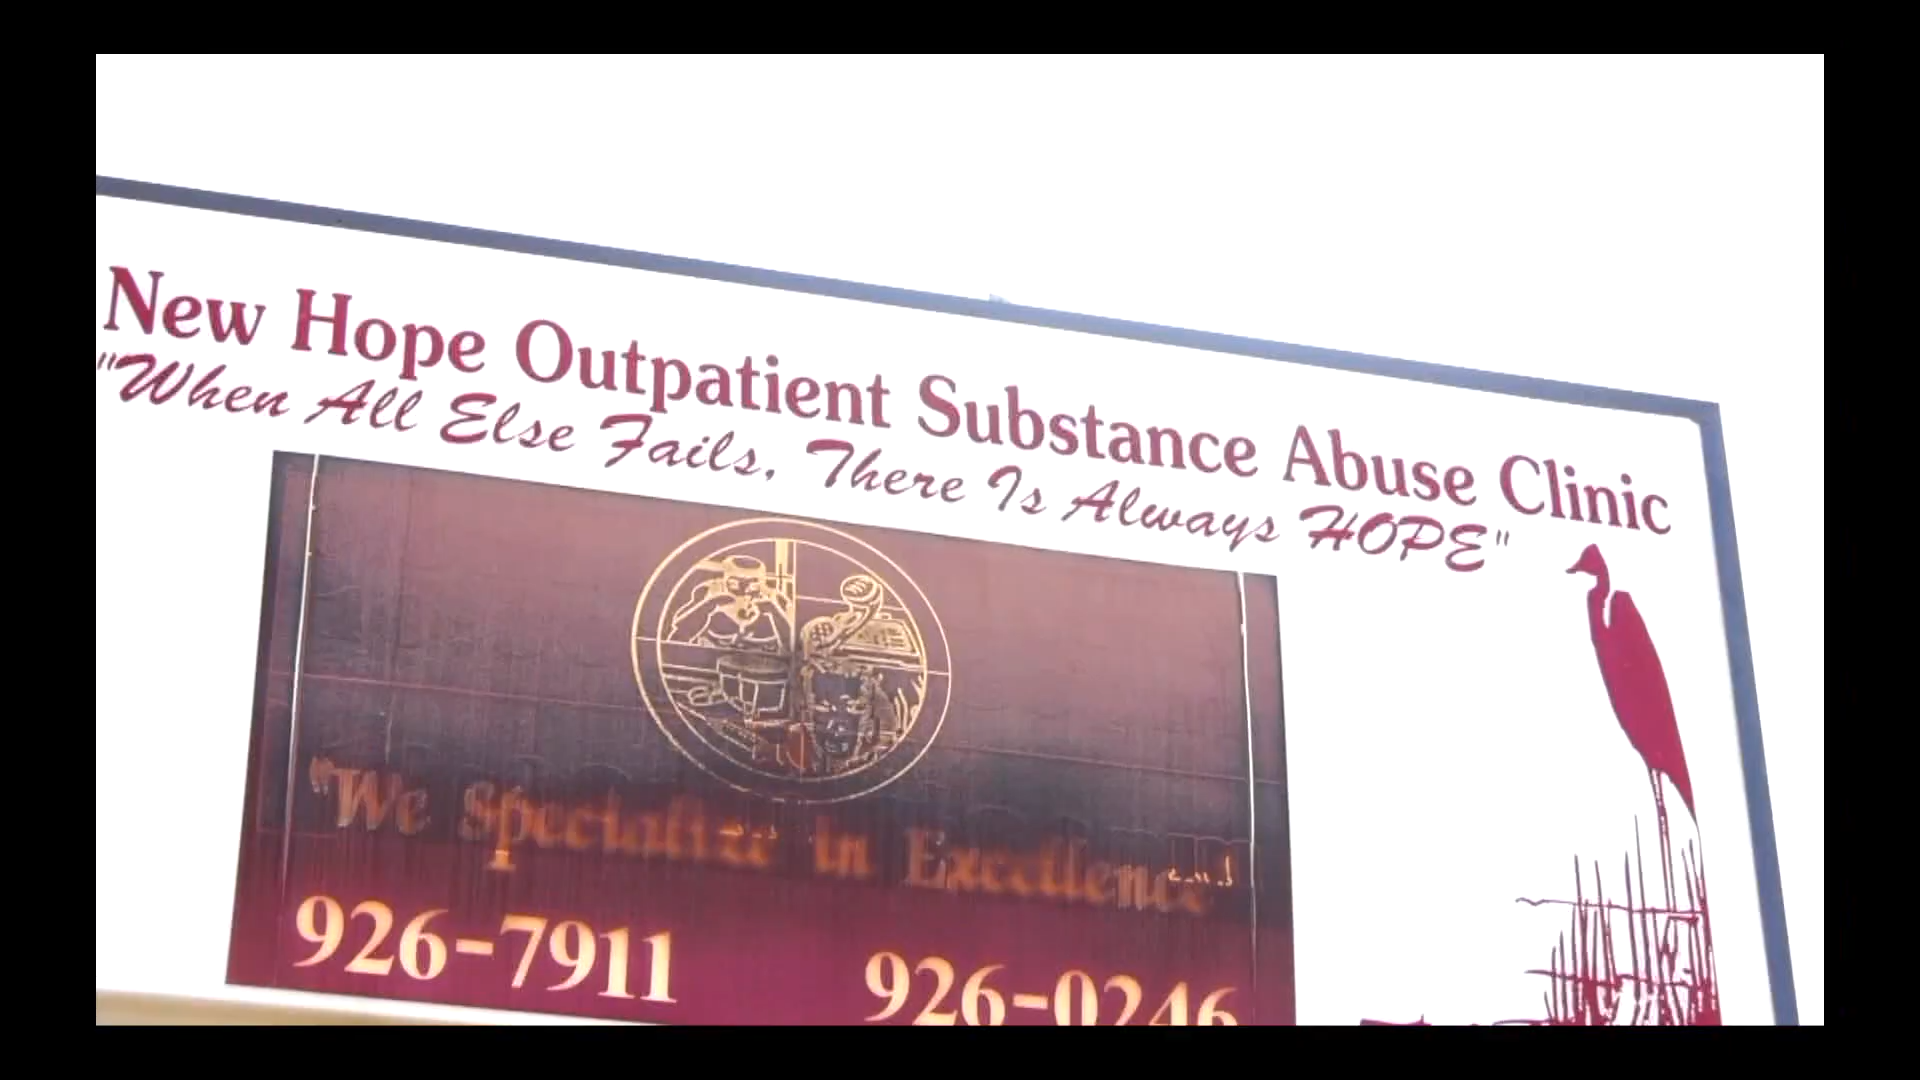 New Hope Outpatient Substance Abuse Clinic
"When All Else Fails, There Is Always HOPE"
"We Specialize in Excellence"
926-7911
926-0246